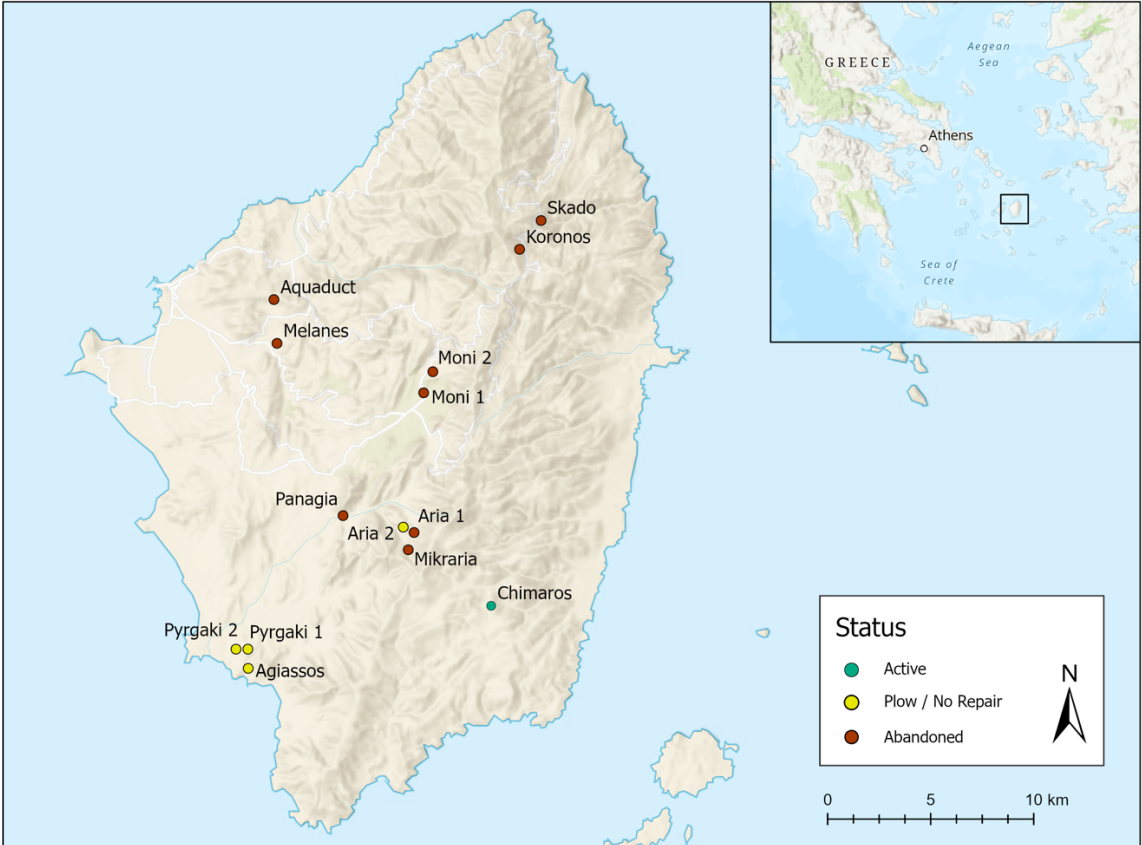 GREECE
Aegean
Sea
Athens
Sea of
Crete
Skado
Koronos
Aquaduct
Melanes
Moni 2
Moni 1
Panagia
Aria 1
Aria 2
Mikraria
Chimaros
Pyrgaki 2
Pyrgaki 1
Agiassos
Status
Active
Plow / No Repair
Abandoned
N
0 5 10 km